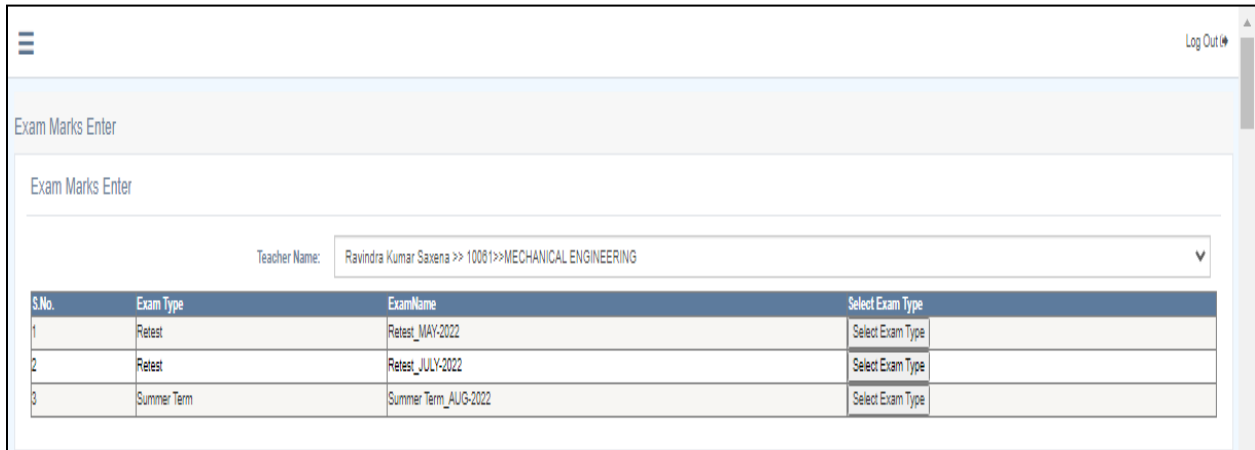 Log Out
Exam Marks Enter
Exam Marks Enter
Teacher Name: Ravindra Kumar Saxena >> 10061>>MECHANICAL ENGINEERING
S.No. Exam Type ExamName Select Exam Type
1 Retest Retest_MAY-2022 Select Exam Type
2 Retest Retest_JULY-2022 Select Exam Type
3 Summer Term Summer Term_AUG-2022 Select Exam Type